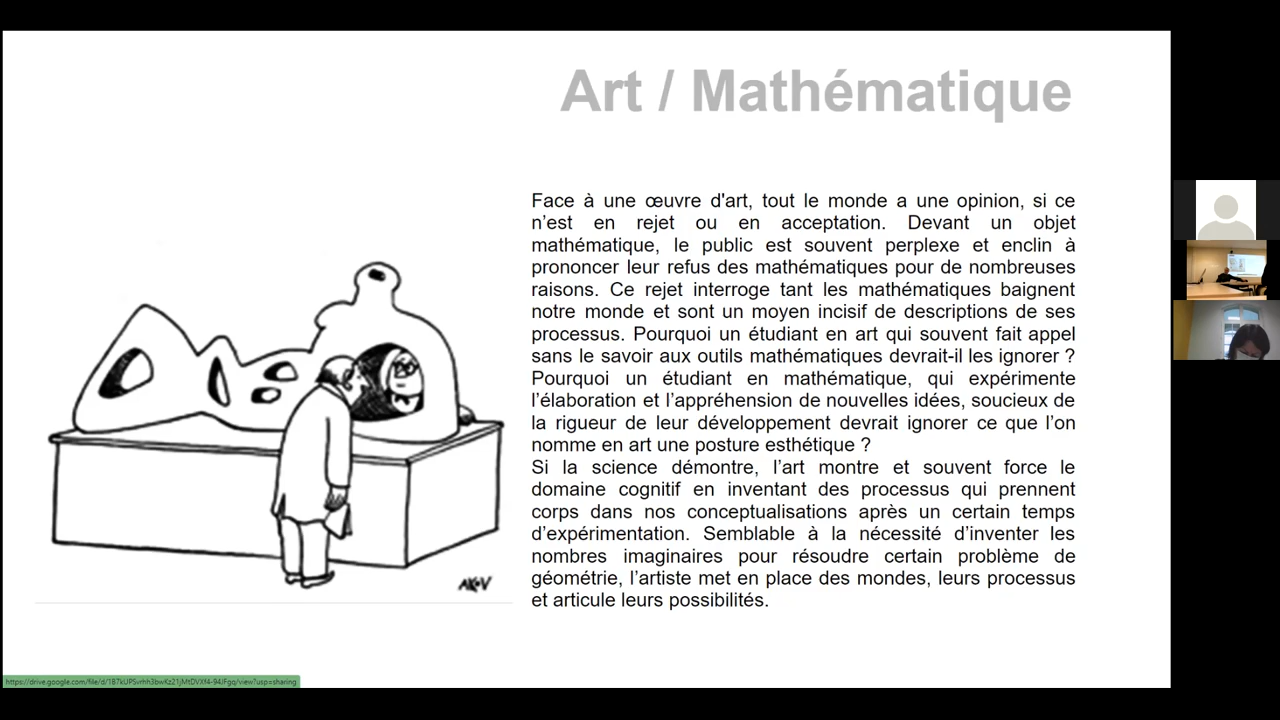 Art / Mathématique
Face à une œuvre d'art, tout le monde a une opinion, si ce
n’est en rejet ou en acceptation. Devant un objet
mathématique, le public est souvent perplexe et enclin à
prononcer leur refus des mathématiques pour de nombreuses
raisons. Ce rejet interroge tant les mathématiques baignent
notre monde et sont un moyen incisif de descriptions de ses
processus. Pourquoi un étudiant en art qui souvent fait appel
sans le savoir aux outils mathématiques devrait-il les ignorer ?
Pourquoi un étudiant en mathématique, qui expérimente
l’élaboration et l’appréhension de nouvelles idées, soucieux de
la rigueur de leur développement devrait ignorer ce que l’on
nomme en art une posture esthétique ?
Si la science démontre, l’art montre et souvent force le
domaine cognitif en inventant des processus qui prennent
corps dans nos conceptualisations après un certain temps
d’expérimentation. Semblable à la nécessité d’inventer les
nombres imaginaires pour résoudre certain problème de
géométrie, l’artiste met en place des mondes, leurs processus
et articule leurs possibilités.